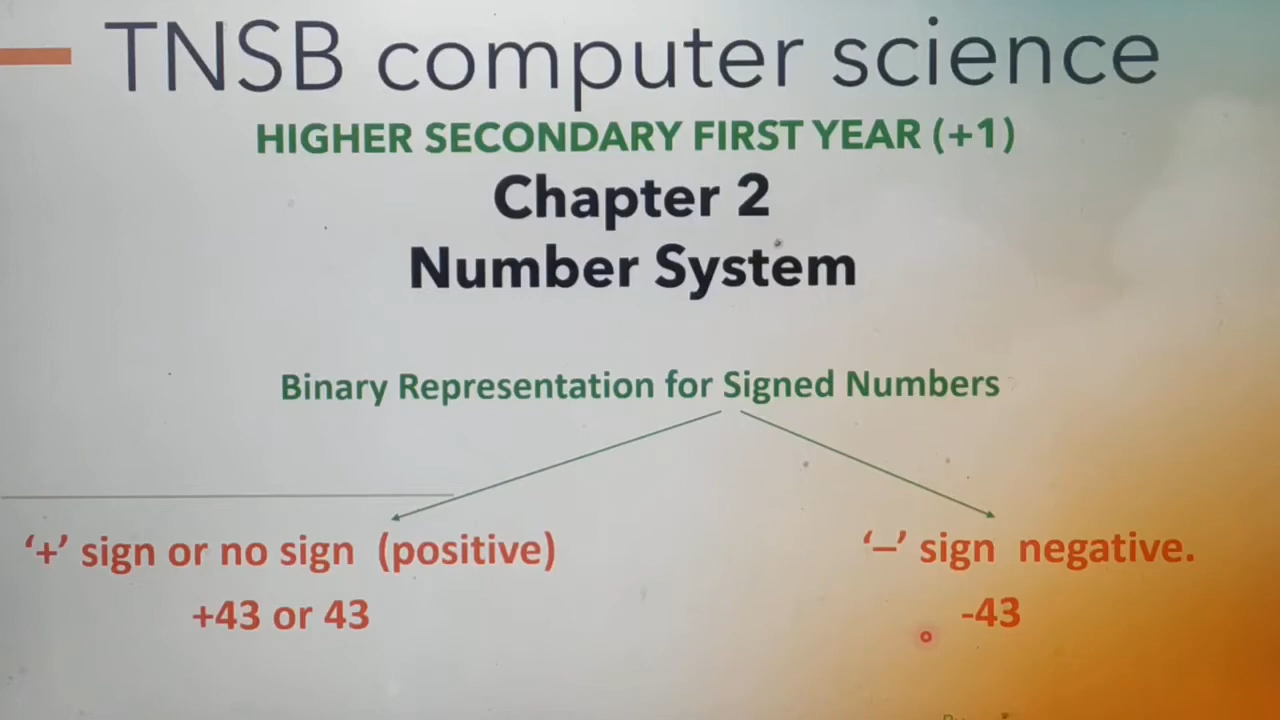 TNSB computer science
HIGHER SECONDARY FIRST YEAR (+1)
Chapter 2
Number System
Binary Representation for Signed Numbers
‘+’ sign or no sign (positive)
‘–’ sign negative.
+43 or 43
-43